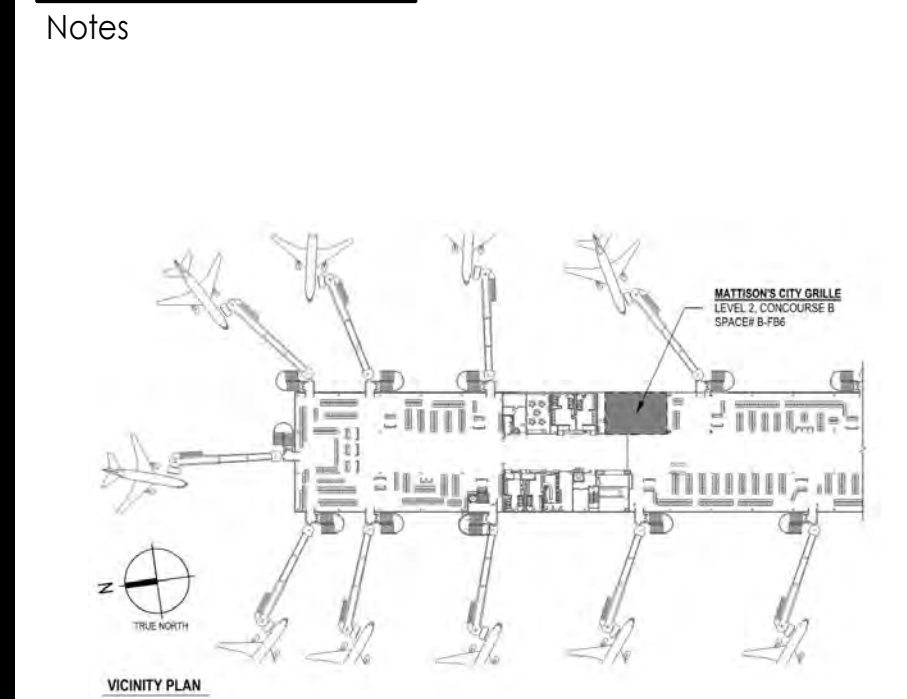 Notes
MATTISON'S CITY GRILLE
LEVEL 2, CONCOURSE B
SPACE# B-FB6
N
TRUE NORTH
VICINITY PLAN